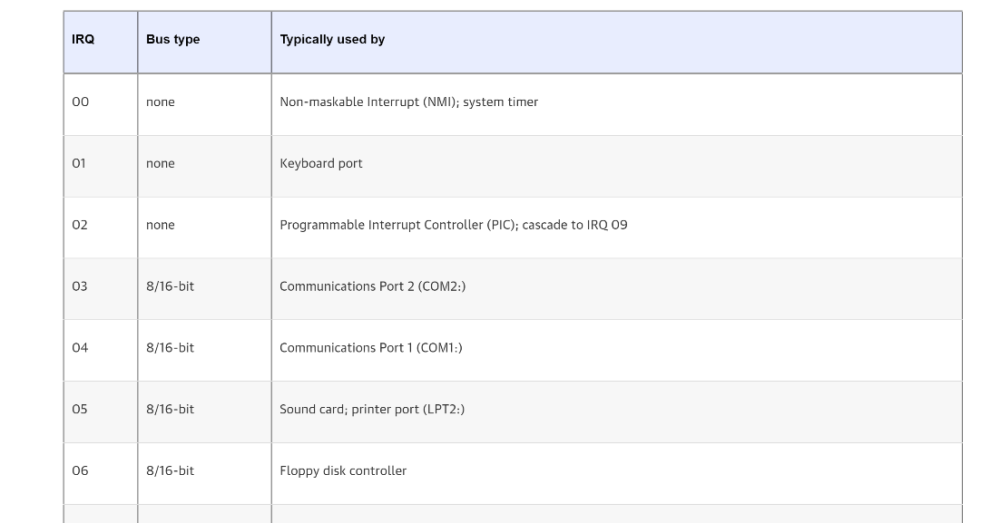 IRQ Bus type Typically used by
00 none Non-maskable Interrupt (NMI); system timer
01 none Keyboard port
02 none Programmable Interrupt Controller (PIC); cascade to IRQ 09
03 8/16-bit Communications Port 2 (COM2:)
04 8/16-bit Communications Port 1 (COM1:)
05 8/16-bit Sound card; printer port (LPT2:)
06 8/16-bit Floppy disk controller